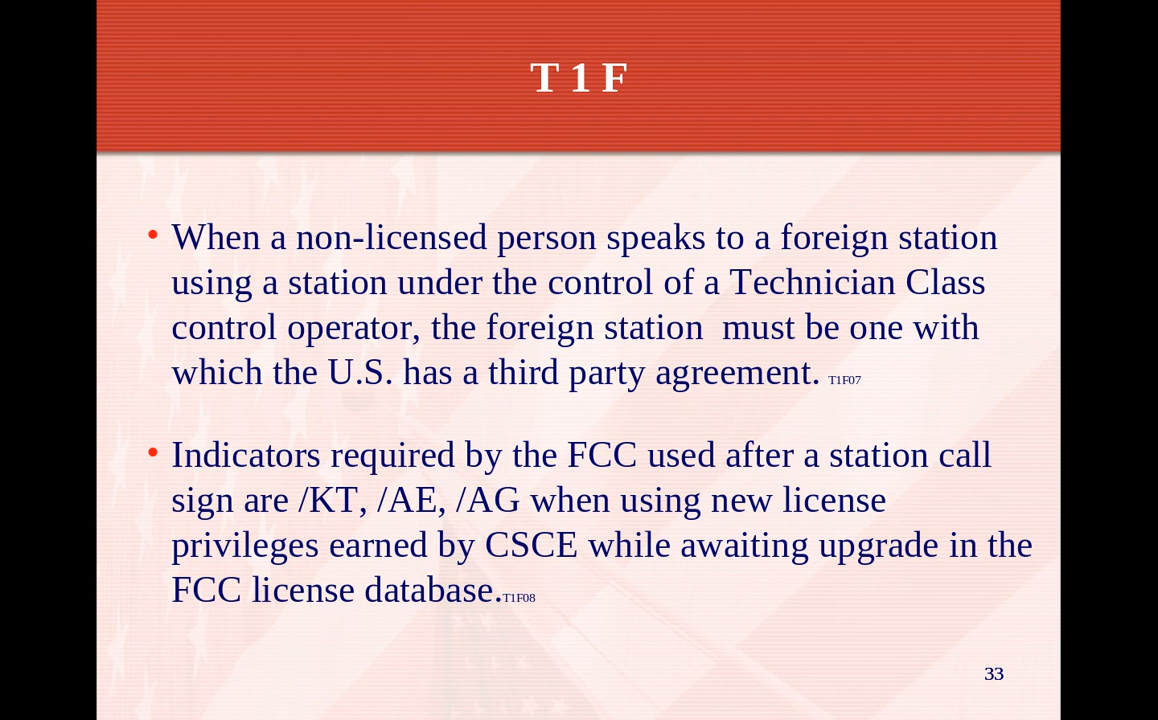 T 1 F
• When a non-licensed person speaks to a foreign station
using a station under the control of a Technician Class
control operator, the foreign station  must be one with
which the U.S. has a third party agreement. T1F07
• Indicators required by the FCC used after a station call
sign are /KT, /AE, /AG when using new license
privileges earned by CSCE while awaiting upgrade in the
FCC license database.T1F08
33